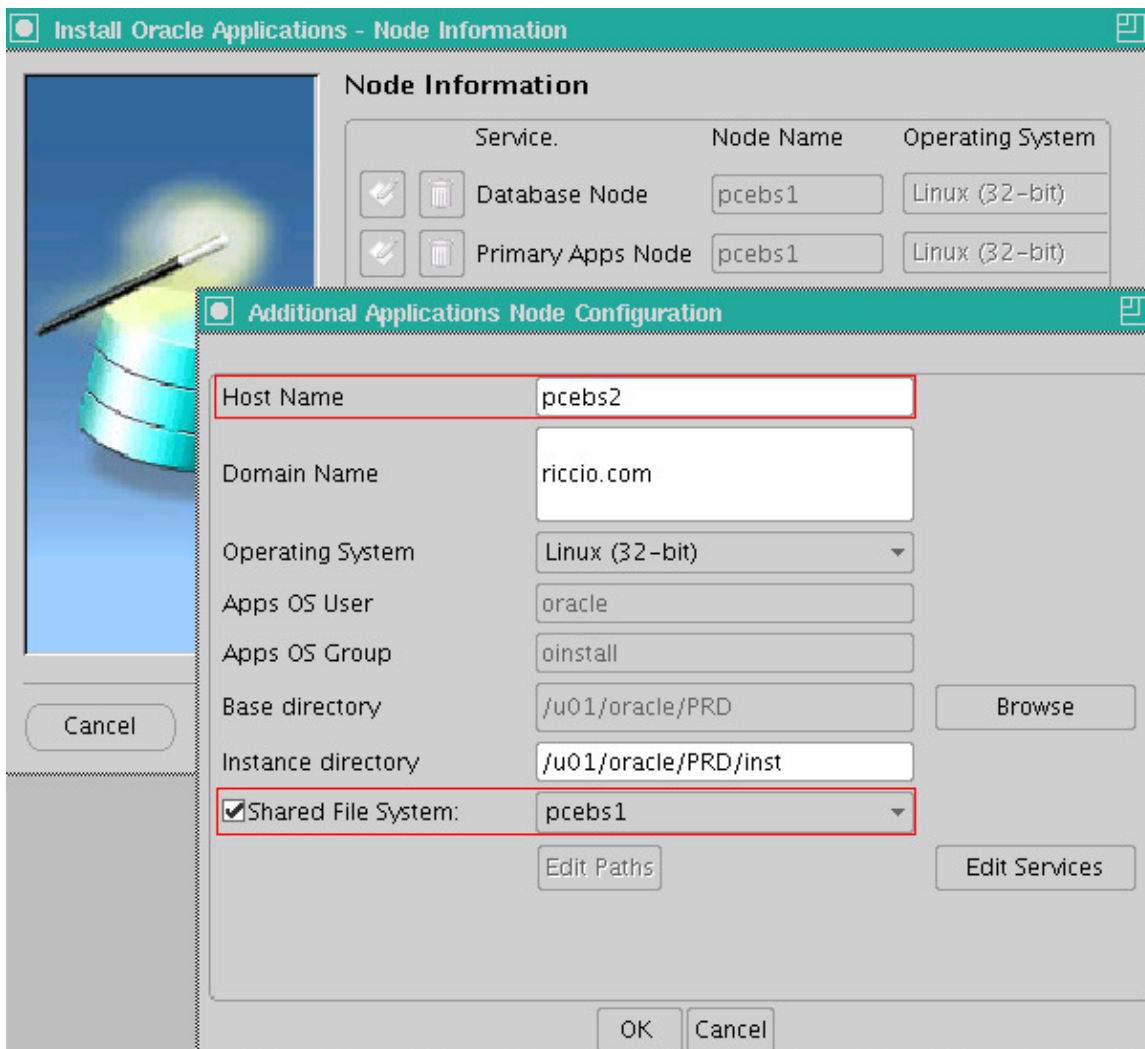 Install Oracle Applications - Node Information
Node Information
Service. Node Name Operating System
Database Node pcebs1 Linux (32-bit)
Primary Apps Node pcebs1 Linux (32-bit)
Additional Applications Node Configuration
Host Name pcebs2
Domain Name riccio.com
Operating System Linux (32-bit)
Apps OS User oracle
Apps OS Group oinstall
Base directory /u01/oracle/PRD Browse
Cancel
Instance directory /u01/oracle/PRD/inst
Shared File System: pcebs1
Edit Paths Edit Services
OK Cancel